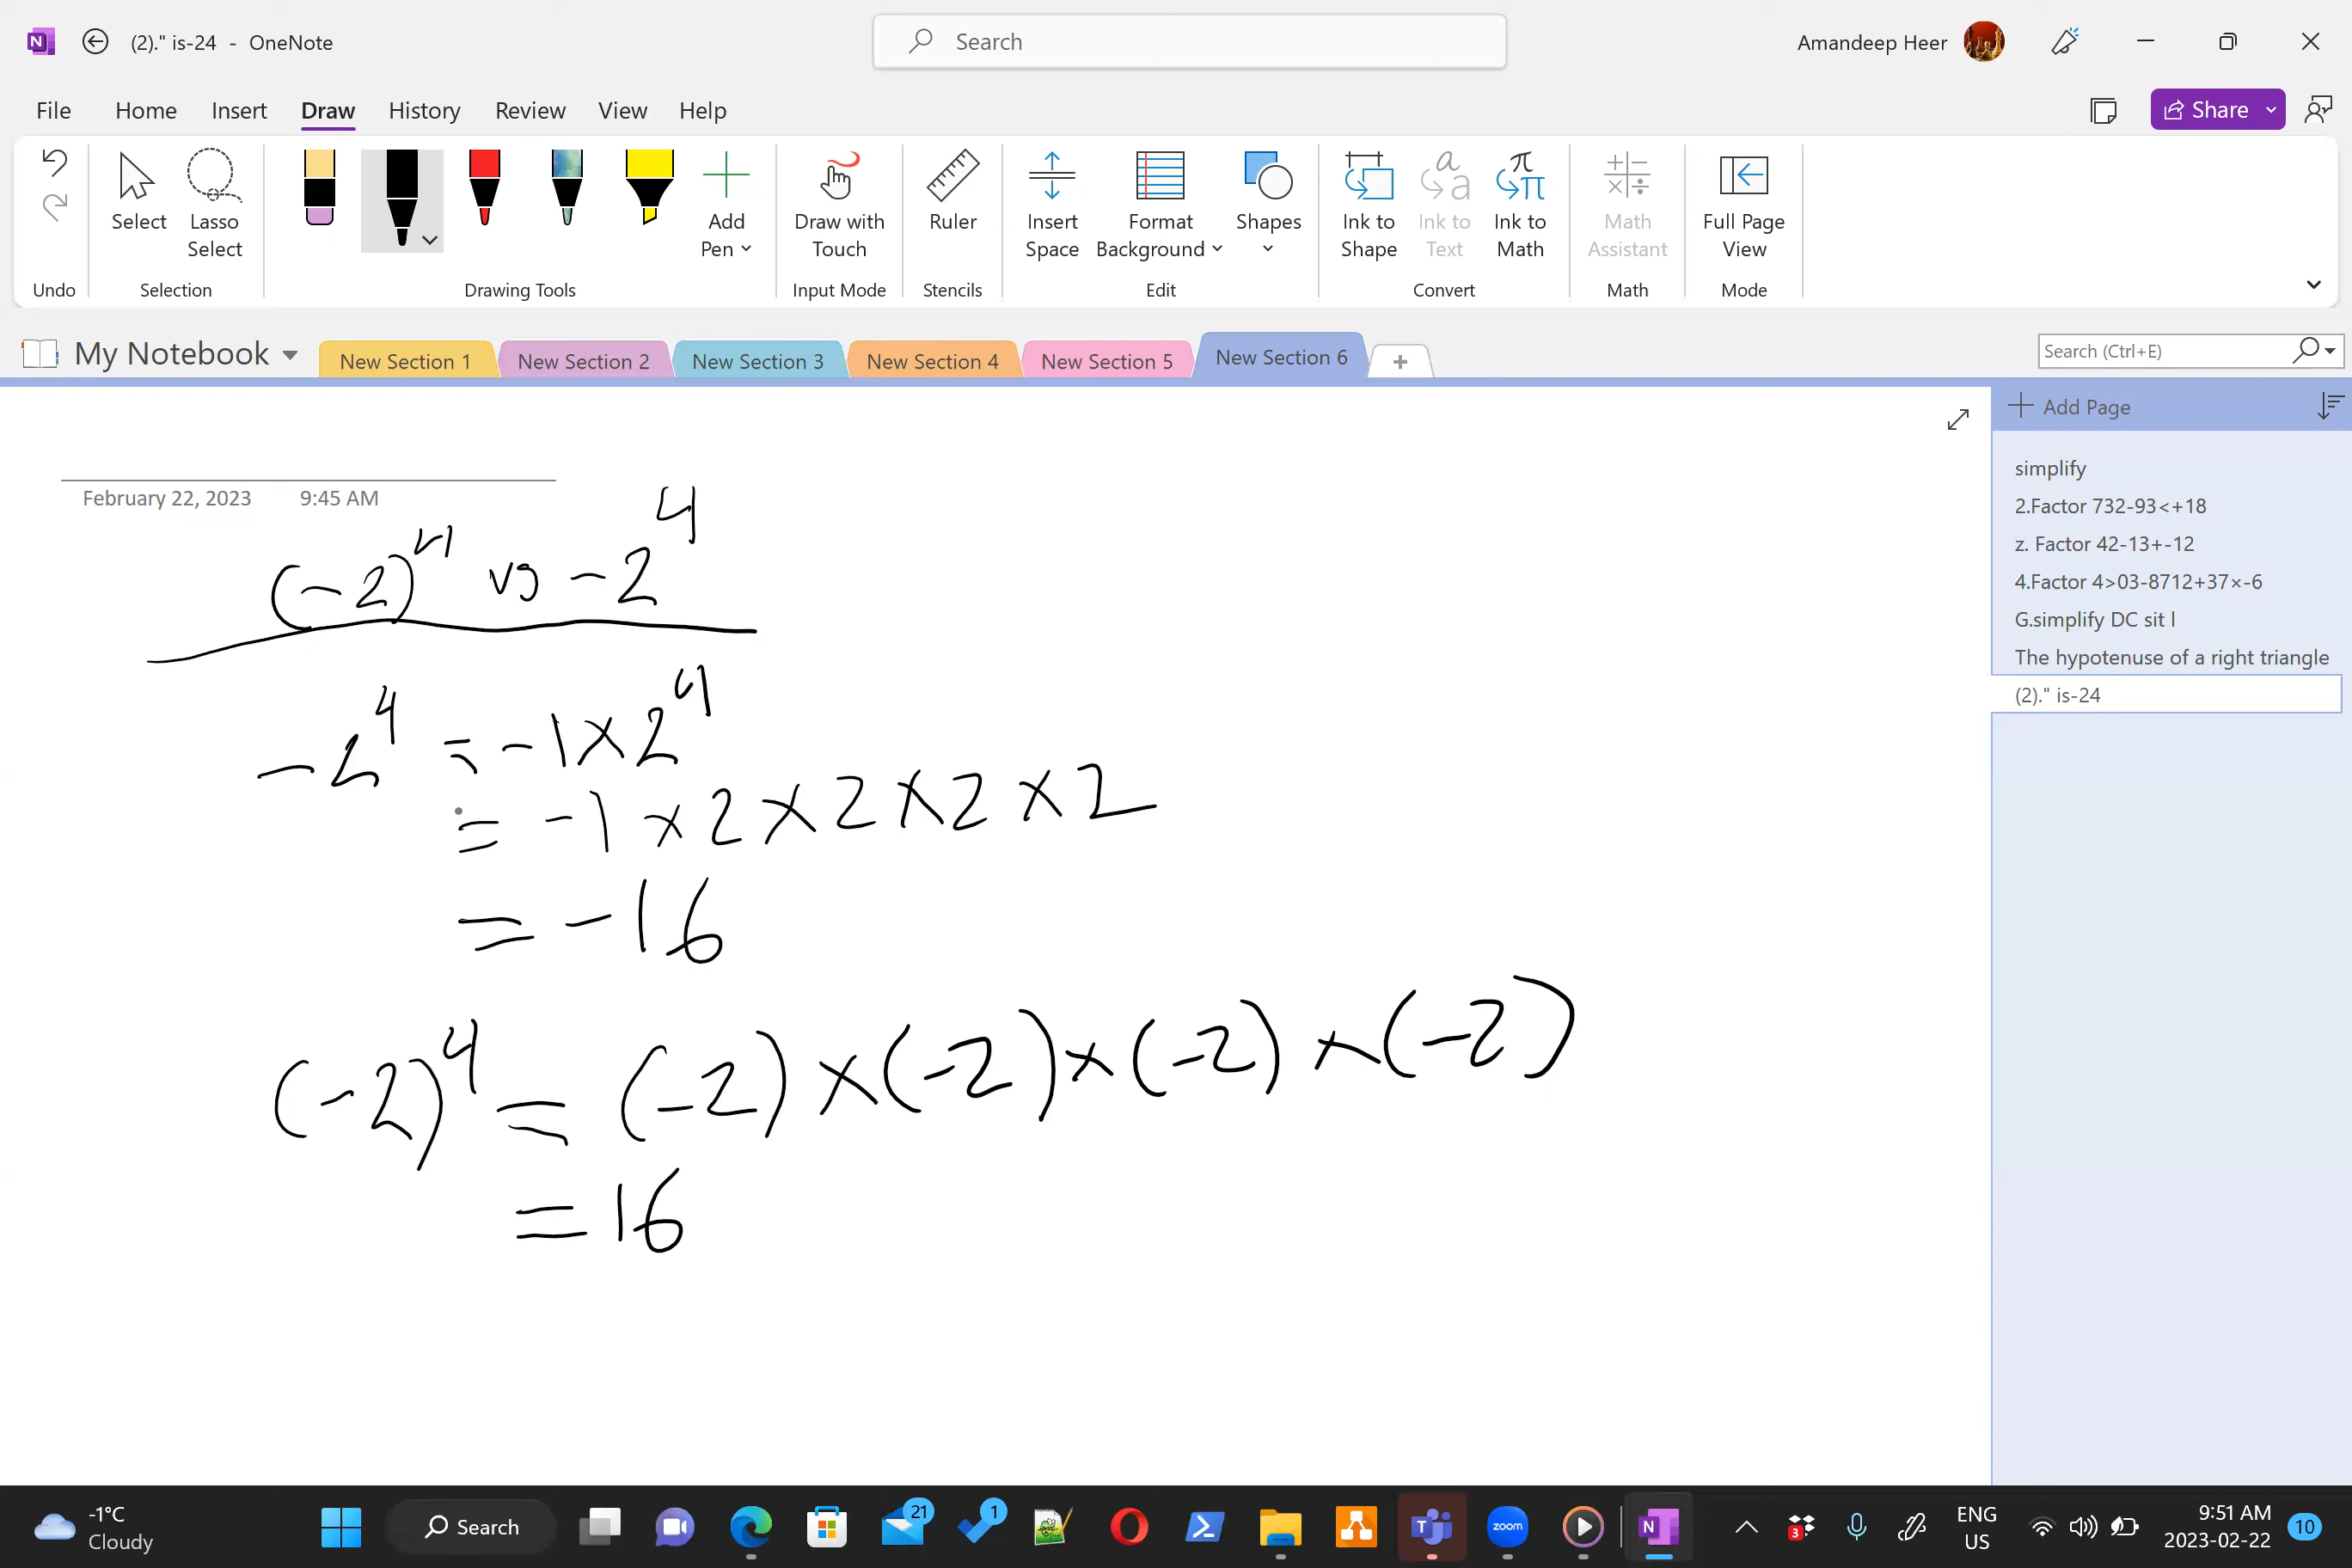 (2)." is-24 - OneNote
Search
Amandeep Heer
File Home Insert Draw History Review View Help
Share
Select
Lasso Select
Add Pen
Draw with Touch
Ruler
Insert Space
Format Background
Shapes
Ink to Shape
Ink to Text
Ink to Math
Math Assistant
Full Page View
Undo Selection Drawing Tools Input Mode Stencils Edit Convert Math Mode
My Notebook New Section 1 New Section 2 New Section 3 New Section 4 New Section 5 New Section 6 +
Search (Ctrl+E)
Add Page
simplify
2.Factor 732-93<+18
z. Factor 42-13+-12
4.Factor 4>03-8712+37×-6
G.simplify DC sit l
The hypotenuse of a right triangle
(2)." is-24
February 22, 2023 9:45 AM
(-2)⁴ vs -2⁴
-2⁴ = -1×2⁴
= -1 × 2 × 2 × 2 × 2
= -16
(-2)⁴ = (-2) × (-2) × (-2) × (-2)
= 16
-1°C
Cloudy
Search
21
1
zoom
3
ENG
US
9:51 AM
2023-02-22
10